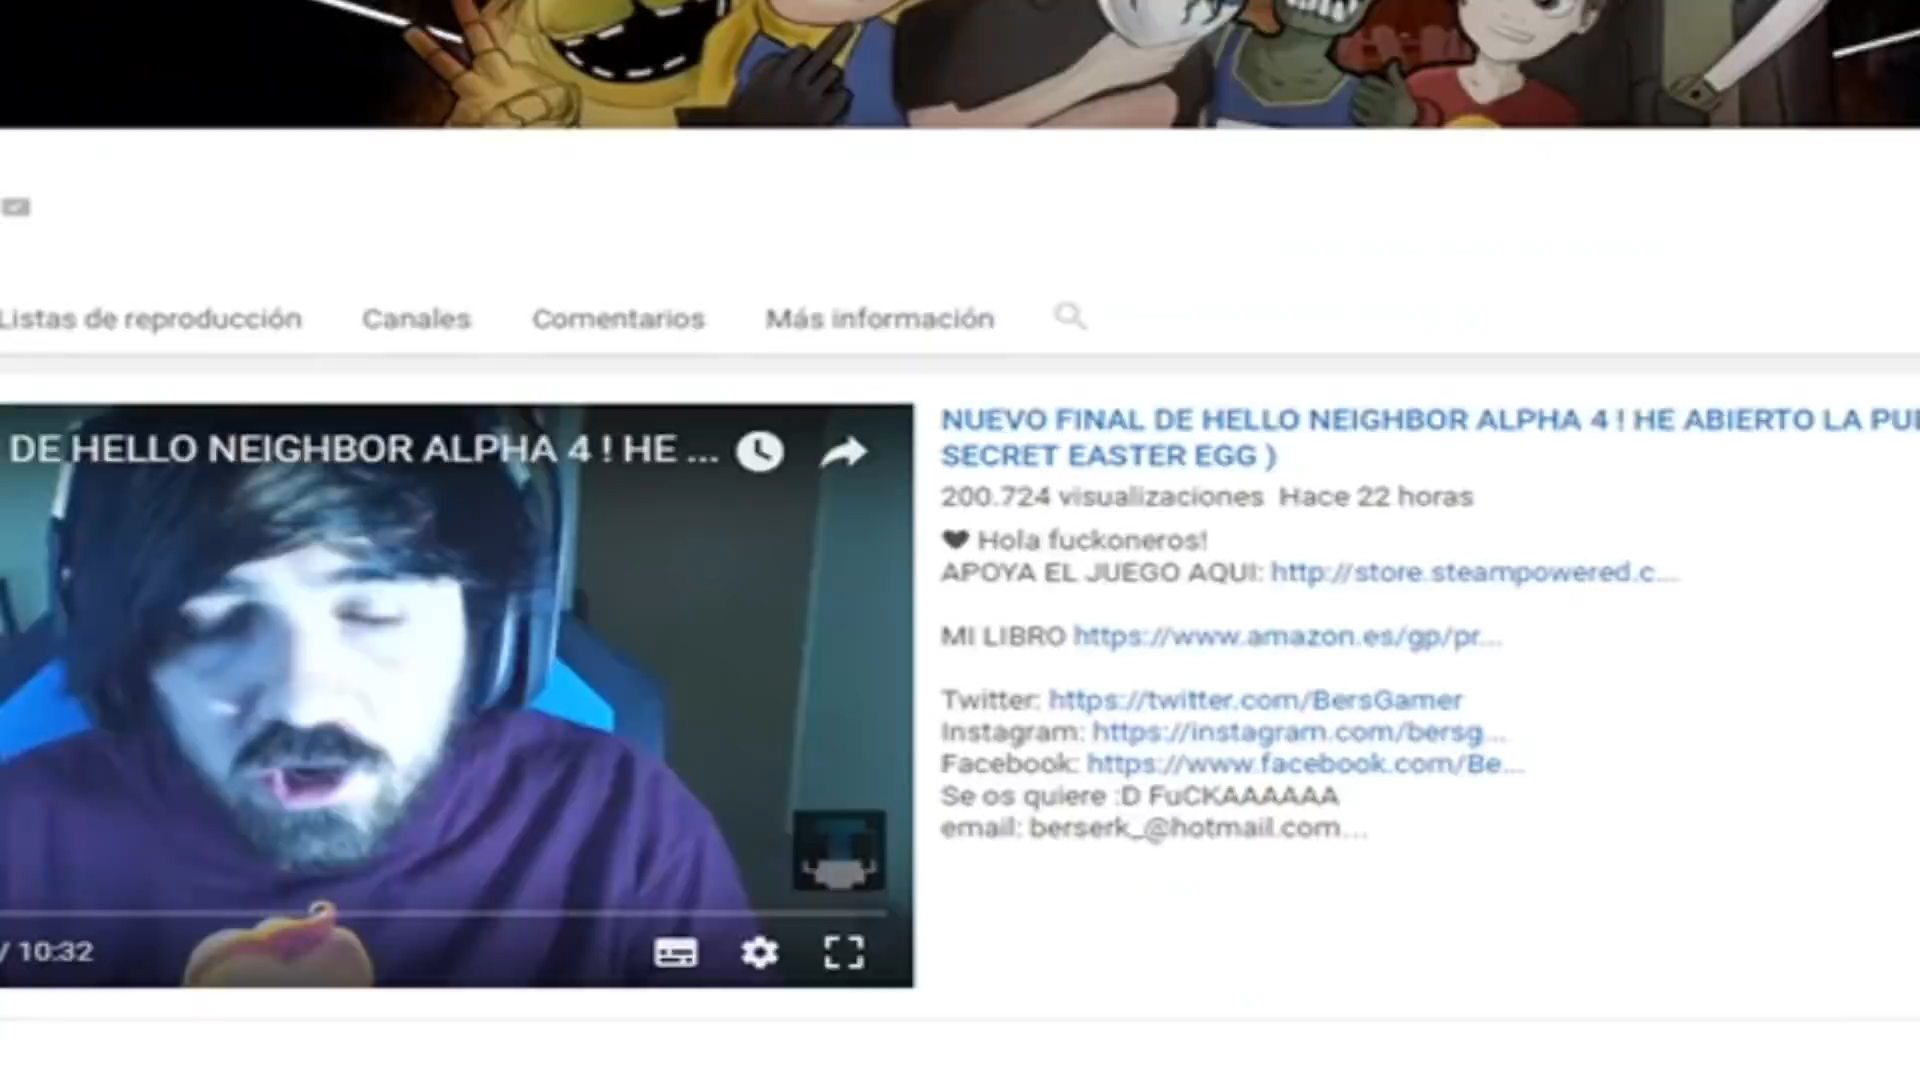 Listas de reproducción Canales Comentarios Más información
DE HELLO NEIGHBOR ALPHA 4 ! HE ...
/ 10:32
NUEVO FINAL DE HELLO NEIGHBOR ALPHA 4 ! HE ABIERTO LA PUE
SECRET EASTER EGG )
200.724 visualizaciones Hace 22 horas
♥ Hola fuckoneros!
APOYA EL JUEGO AQUI: http://store.steampowered.c...
MI LIBRO https://www.amazon.es/gp/pr...
Twitter: https://twitter.com/BersGamer
Instagram: https://instagram.com/bersg...
Facebook: https://www.facebook.com/Be...
Se os quiere :D FuCKAAAAAA
email: berserk_@hotmail.com...